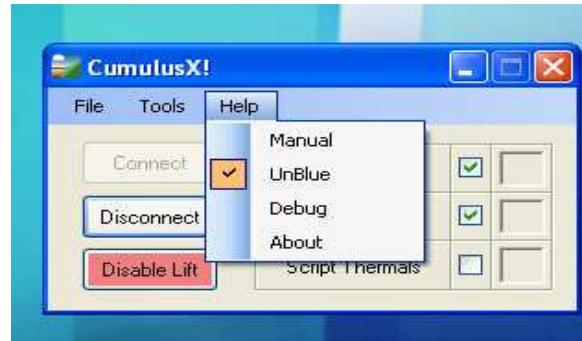 CumulusX!
File Tools Help
Manual
Connect
UnBlue
Disconnect
Debug
About
Disable Lift
Script Thermals